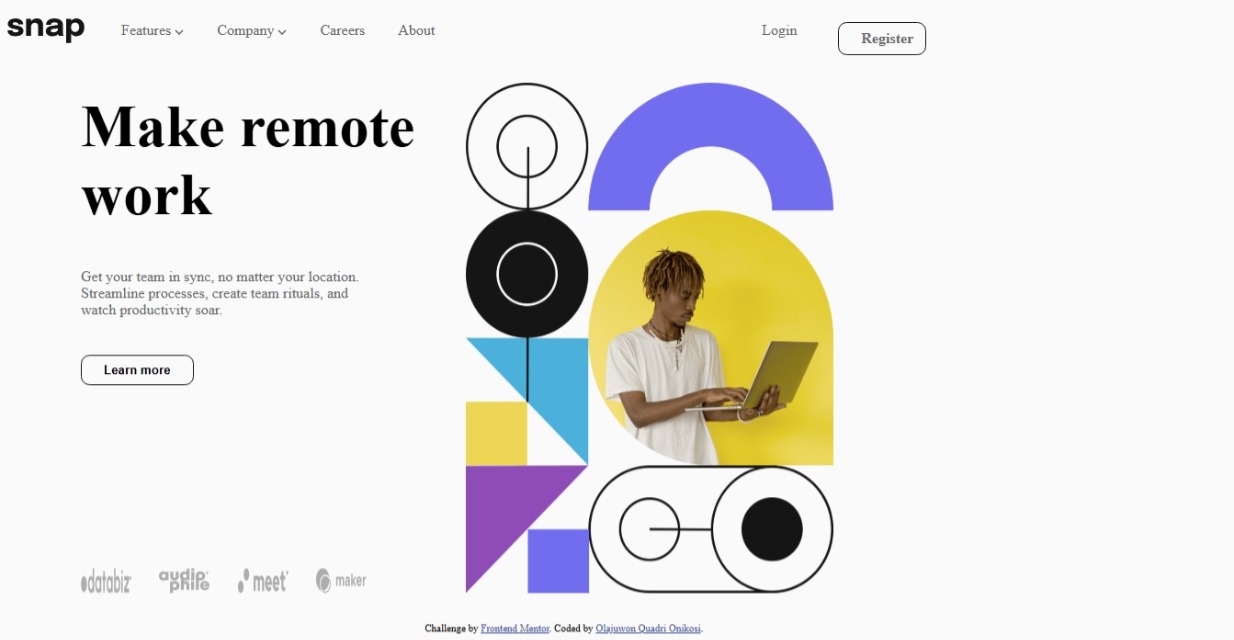 snap
Features Company Careers About Login Register
Make remote
work
Get your team in sync, no matter your location.
Streamline processes, create team rituals, and
watch productivity soar.
Learn more
databiz audiophile meet maker
Challenge by Frontend Mentor. Coded by Olajuwon Quadri Onikosi.